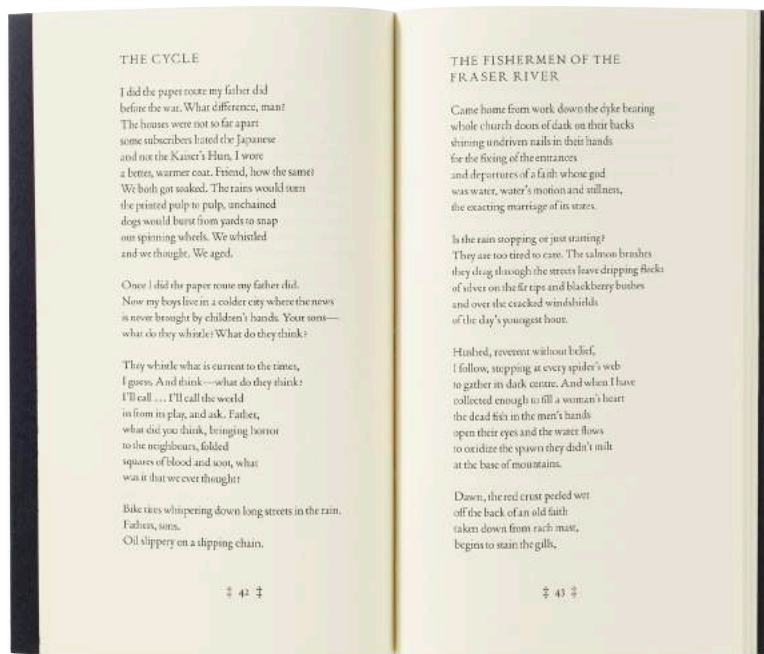 THE CYCLE
I did the paper route my father did
before the war. What difference, man?
The houses were not so far apart
some subscribers hated the Japanese
and not the Kaiser's Hun, I wore
a better, warmer coat. Friend, how the same?
We both got soaked. The rains would turn
the printed pulp to pulp, unchained
dogs would burst from yards to snap
our spinning wheels. We whistled
and we thought. We aged.
Once I did the paper route my father did.
Now my boys live in a colder city where the news
is never brought by children's hands. Your sons—
what do they whistle? What do they think?
They whistle what is current to the times,
I guess. And think—what do they think?
I'll call … I'll call the world
in from its play, and ask. Father,
what did you think, bringing horror
to the neighbours, folded
squares of blood and soot, what
was it that we ever thought?
Bike tires whispering down long streets in the rain.
Fathers, sons.
Oil slippery on a slipping chain.
‡ 42 ‡
THE FISHERMEN OF THE
FRASER RIVER
Came home from work down the dyke bearing
whole church doors of dark on their backs
shining undriven nails in their hands
for the fixing of the entrances
and departures of a faith whose god
was water, water's motion and stillness,
the exacting marriage of its states.
Is the rain stopping or just starting?
They are too tired to care. The salmon brushes
they drag through the streets leave dripping flecks
of silver on the fir tips and blackberry bushes
and over the cracked windshields
of the day's youngest hour.
Hushed, reverent without belief,
I follow, stopping at every spider's web
to gather its dark centre. And when I have
collected enough to fill a woman's heart
the dead fish in the men's hands
open their eyes and the water flows
to oxidize the spawn they didn't milt
at the base of mountains.
Dawn, the red crust peeled wet
off the back of an old faith
taken down from each mast,
begins to stain the gills,
‡ 43 ‡